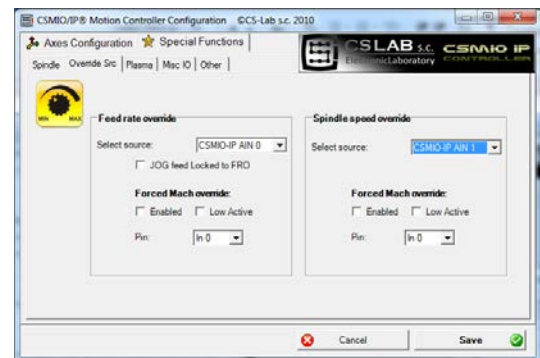 CSMIO/IP® Motion Controller Configuration ©CS-Lab s.c. 2010
Axes Configuration Special Functions
CSLAB s.c.
ElectronicLaboratory
CSMIO IP
CONTROLLER
Spindle Override Src Plasma Misc IO Other
MIN MAX
Feed rate override
Select source: CSMIO-IP AIN 0
JOG feed Locked to FRO
Forced Mach override:
Enabled Low Active
Pin: In 0
Spindle speed override
Select source: CSMIO-IP AIN 1
Forced Mach override:
Enabled Low Active
Pin: In 0
Cancel Save